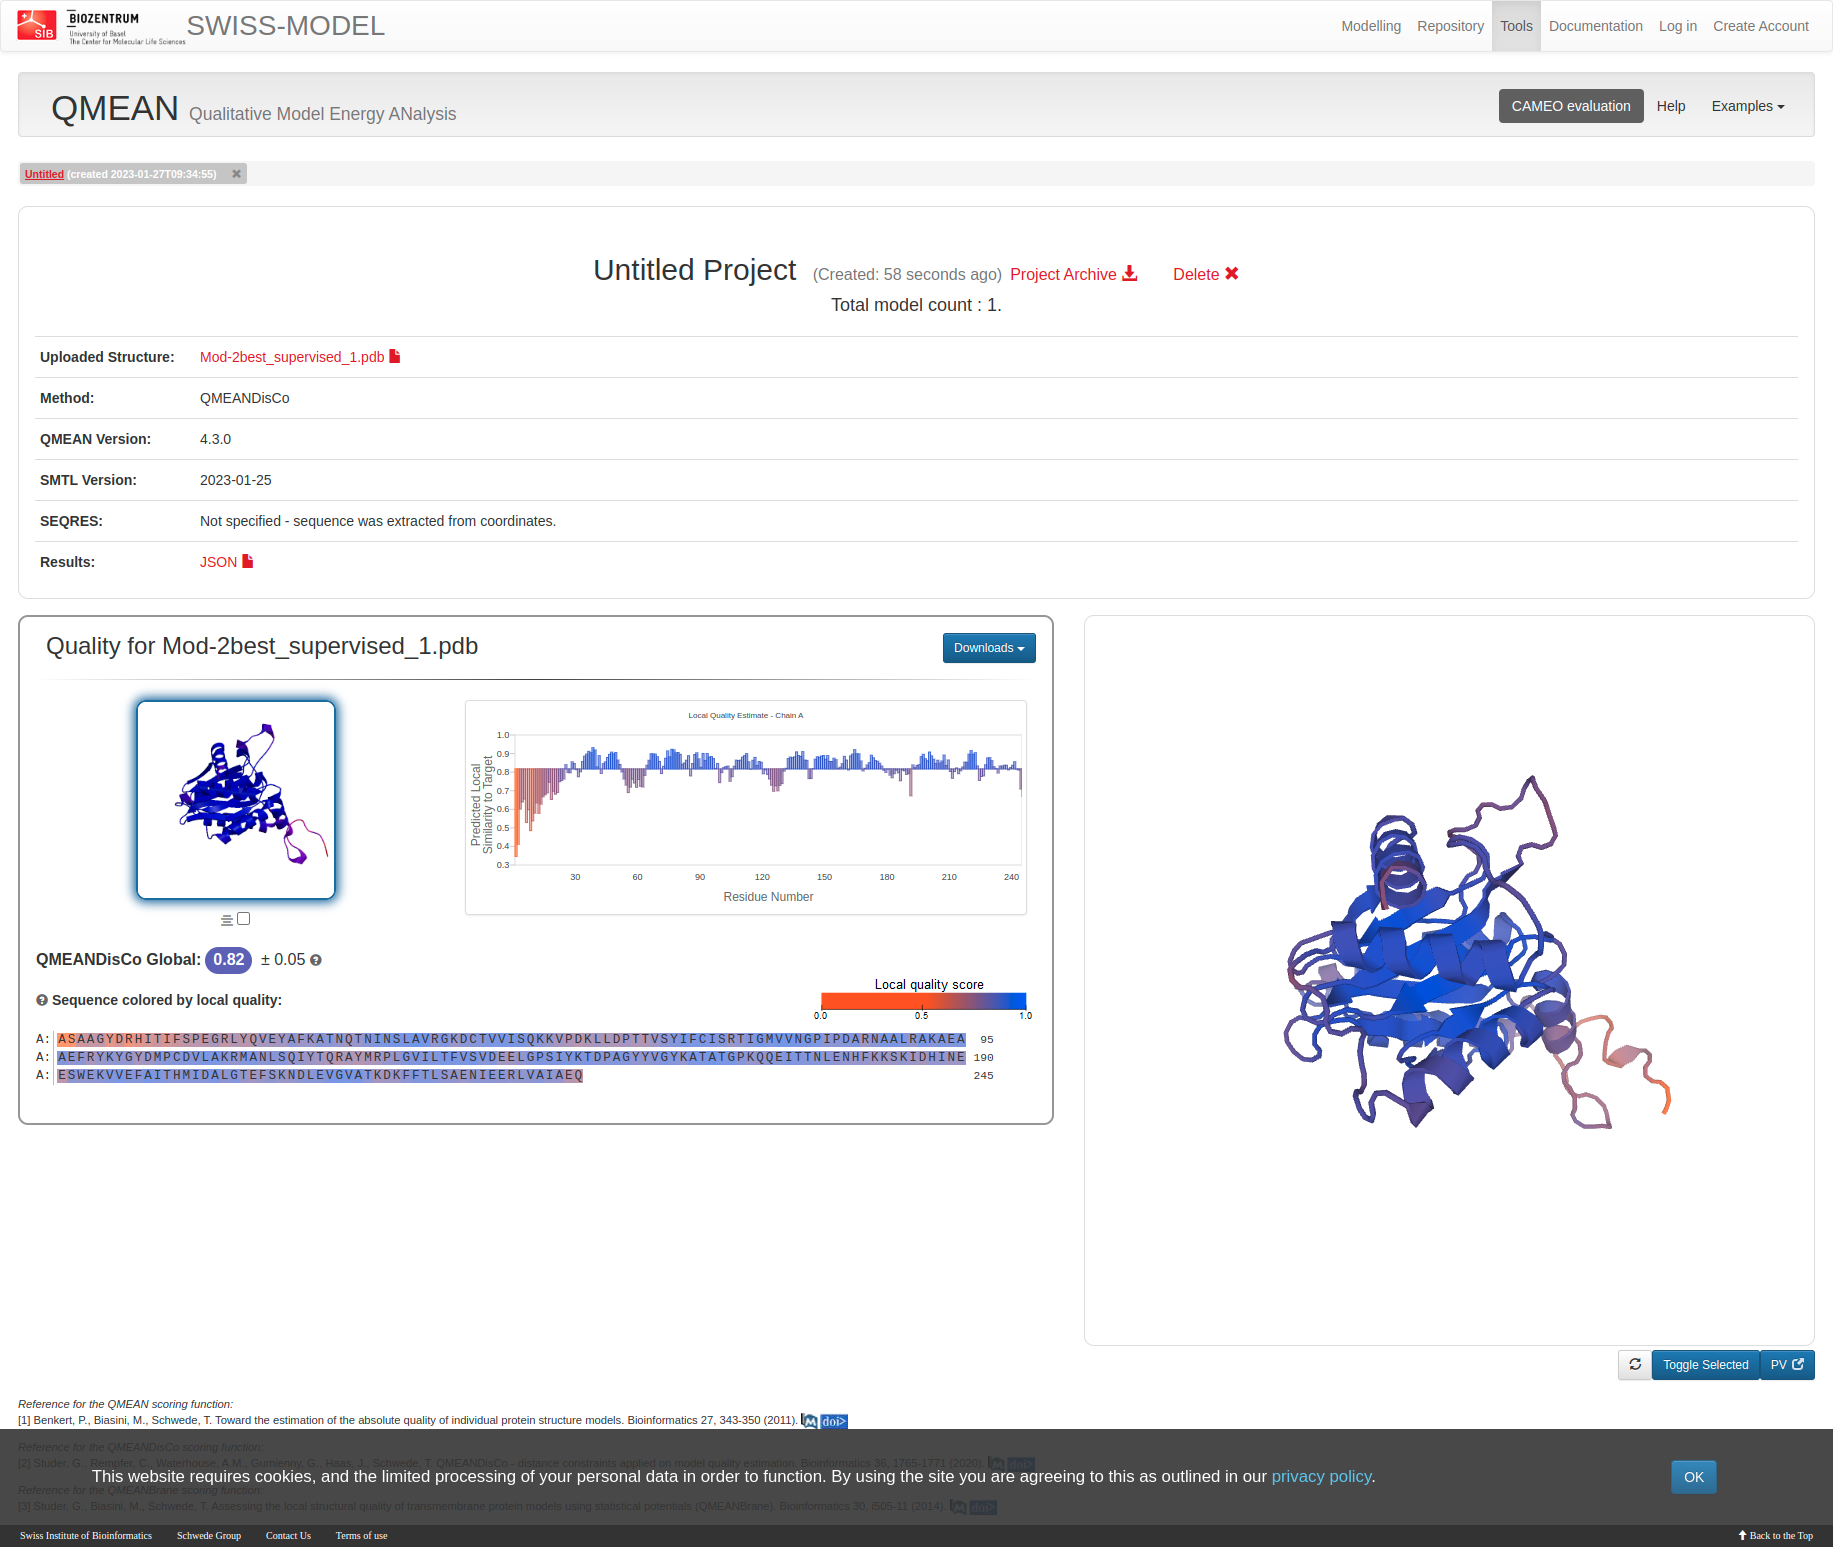 SIB
BIOZENTRUM
University of Basel
The Center for Molecular Life Sciences
SWISS-MODEL
Modelling Repository Tools Documentation Log in Create Account
QMEAN Qualitative Model Energy ANalysis
CAMEO evaluation Help Examples
Untitled (created 2023-01-27T09:34:55) ✖
Untitled Project (Created: 58 seconds ago) Project Archive Delete ✖
Total model count : 1.
Uploaded Structure: Mod-2best_supervised_1.pdb
Method: QMEANDisCo
QMEAN Version: 4.3.0
SMTL Version: 2023-01-25
SEQRES: Not specified - sequence was extracted from coordinates.
Results: JSON
Quality for Mod-2best_supervised_1.pdb
Downloads
Local Quality Estimate - Chain A
Predicted Local
Similarity to Target
1.0
0.9
0.8
0.7
0.6
0.5
0.4
0.3
30 60 90 120 150 180 210 240
Residue Number
QMEANDisCo Global: 0.82 ± 0.05
Sequence colored by local quality:
Local quality score
0.0 0.5 1.0
A: ASAAGYDRHITIFSPEGRLYQVEYAFKATNQTNINSLAVRGKDCTVVISQKKVPDKLLDPTTVSYIFCISRTIGMVVNGPIPDARNAALRAKAEA 95
A: AEFRYKYGYDMPCDVLAKRMANLSQIYTQRAYMRPLGVILTFVSVDEELGPSIYKTDPAGYYVGYKATATGPKQQEITTNLENHFKKSKIDHINE 190
A: ESWEKVVEFAITHMIDALGTEFSKNDLEVGVATKDKFFTLSAENIEERLVAIAEQ 245
Toggle Selected PV
Reference for the QMEAN scoring function:
[1] Benkert, P., Biasini, M., Schwede, T. Toward the estimation of the absolute quality of individual protein structure models. Bioinformatics 27, 343-350 (2011). M doi>
Reference for the QMEANDisCo scoring function:
[2] Studer, G., Rempfer, C., Waterhouse, A.M., Gumienny, G., Haas, J., Schwede, T. QMEANDisCo - distance constraints applied on model quality estimation. Bioinformatics 36, 1765-1771 (2020). M doi>
This website requires cookies, and the limited processing of your personal data in order to function. By using the site you are agreeing to this as outlined in our privacy policy.
OK
Reference for the QMEANBrane scoring function:
[3] Studer, G., Biasini, M., Schwede, T. Assessing the local structural quality of transmembrane protein models using statistical potentials (QMEANBrane). Bioinformatics 30, i505-11 (2014). M doi>
Swiss Institute of Bioinformatics Schwede Group Contact Us Terms of use
Back to the Top